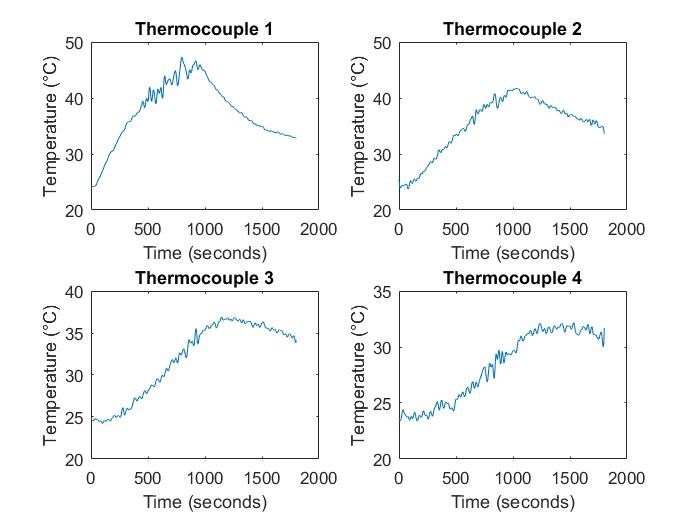 Thermocouple 1
50
40
30
20
Temperature (°C)
0 500 1000 1500 2000
Time (seconds)
Thermocouple 2
50
40
30
20
Temperature (°C)
0 500 1000 1500 2000
Time (seconds)
Thermocouple 3
40
35
30
25
20
Temperature (°C)
0 500 1000 1500 2000
Time (seconds)
Thermocouple 4
35
30
25
20
Temperature (°C)
0 500 1000 1500 2000
Time (seconds)